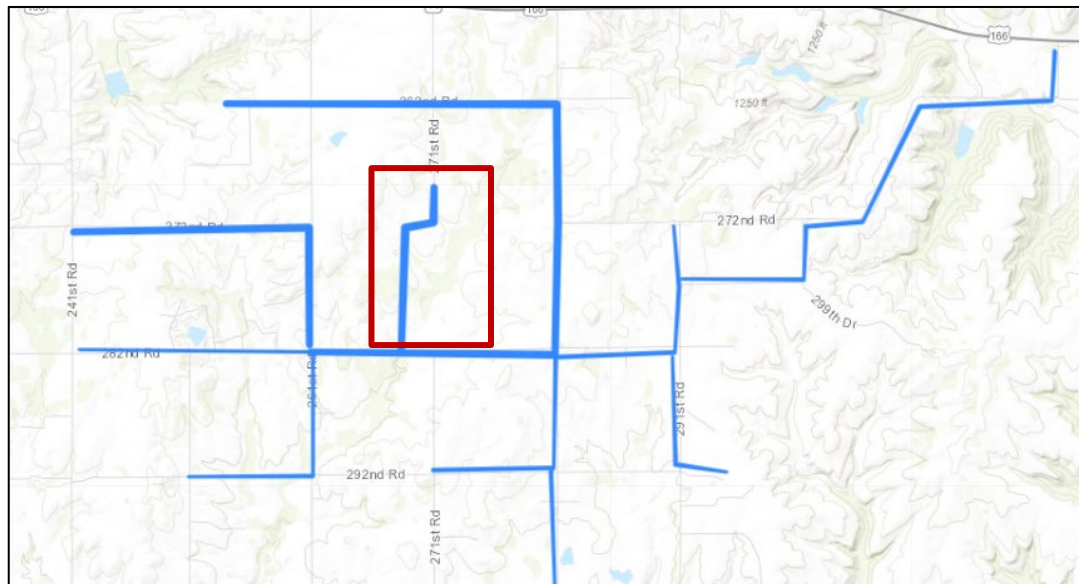 166
166
1250 ft
1250 ft
262nd Rd
271st Rd
272nd Rd
272nd Rd
241st Rd
299th Dr
282nd Rd
261st Rd
291st Rd
292nd Rd
271st Rd